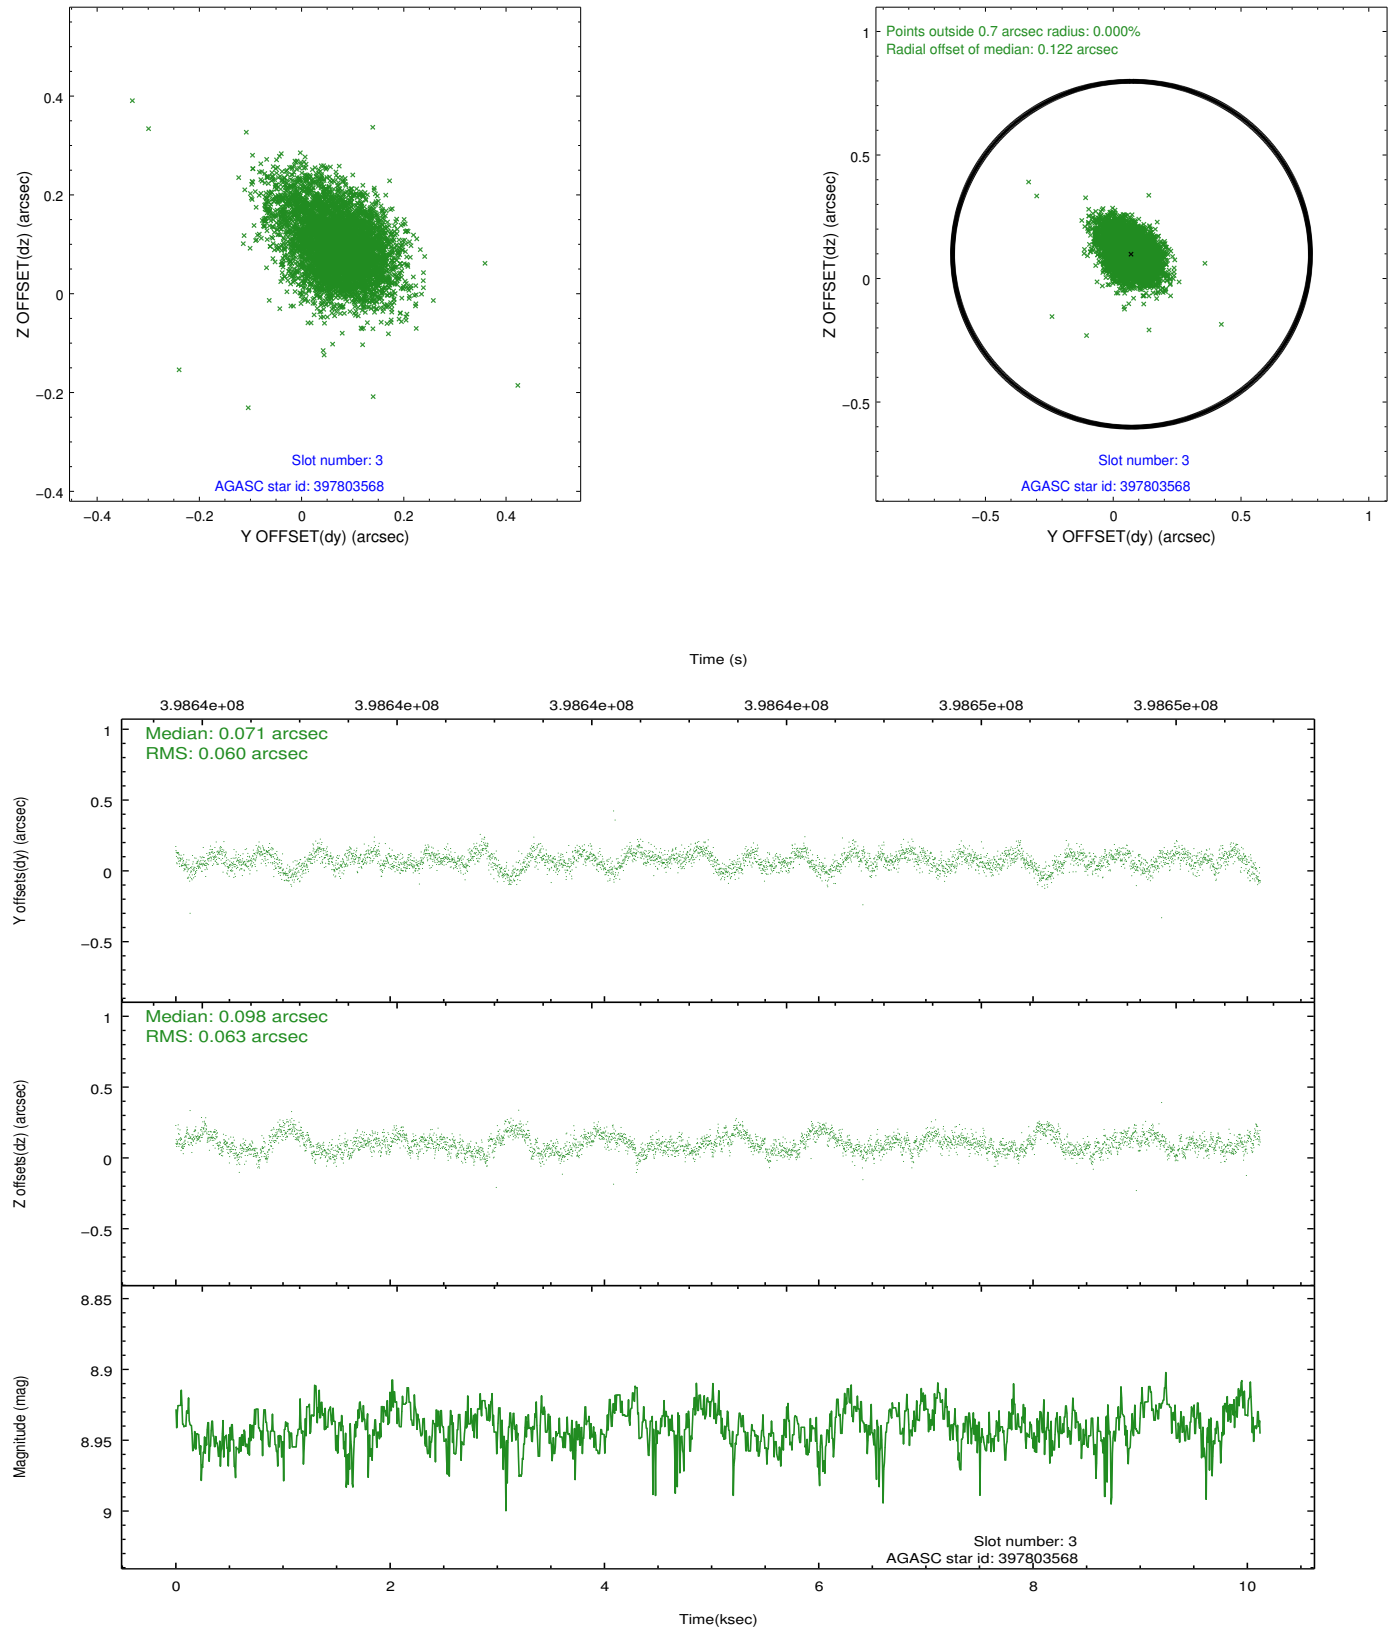 0.4
0.2
0
−0.2
−0.4
Z OFFSET(dz) (arcsec)
Slot number: 3
AGASC star id: 397803568
−0.4 −0.2 0 0.2 0.4
Y OFFSET(dy) (arcsec)
Points outside 0.7 arcsec radius: 0.000%
Radial offset of median: 0.122 arcsec
1
0.5
0
−0.5
Z OFFSET(dz) (arcsec)
Slot number: 3
AGASC star id: 397803568
−0.5 0 0.5 1
Y OFFSET(dy) (arcsec)
Time (s)
3.9864e+08 3.9864e+08 3.9864e+08 3.9864e+08 3.9865e+08 3.9865e+08
Median: 0.071 arcsec
RMS: 0.060 arcsec
1
0.5
0
−0.5
Y offsets(dy) (arcsec)
Median: 0.098 arcsec
RMS: 0.063 arcsec
1
0.5
0
−0.5
Z offsets(dz) (arcsec)
8.85
8.9
8.95
9
Magnitude (mag)
Slot number: 3
AGASC star id: 397803568
0 2 4 6 8 10
Time(ksec)